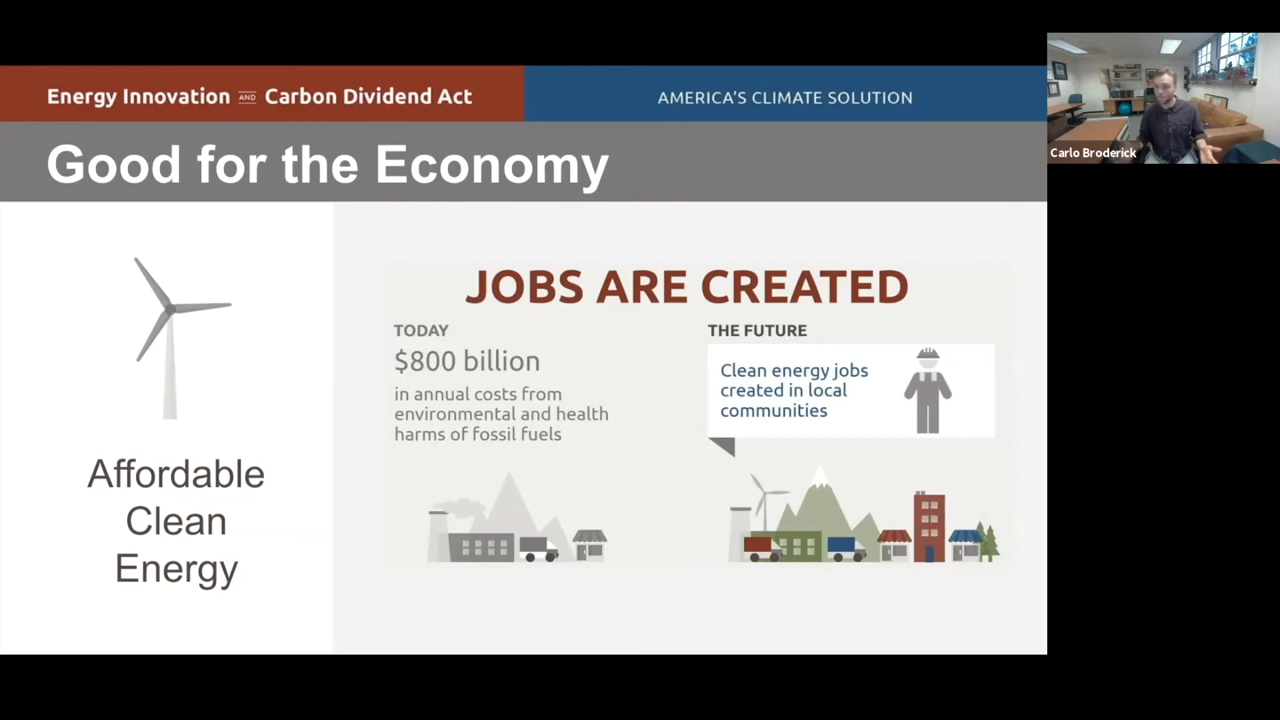 Energy Innovation AND Carbon Dividend Act
AMERICA'S CLIMATE SOLUTION
Carlo Broderick
Good for the Economy
Affordable
Clean
Energy
JOBS ARE CREATED
TODAY
$800 billion
in annual costs from
environmental and health
harms of fossil fuels
THE FUTURE
Clean energy jobs
created in local
communities